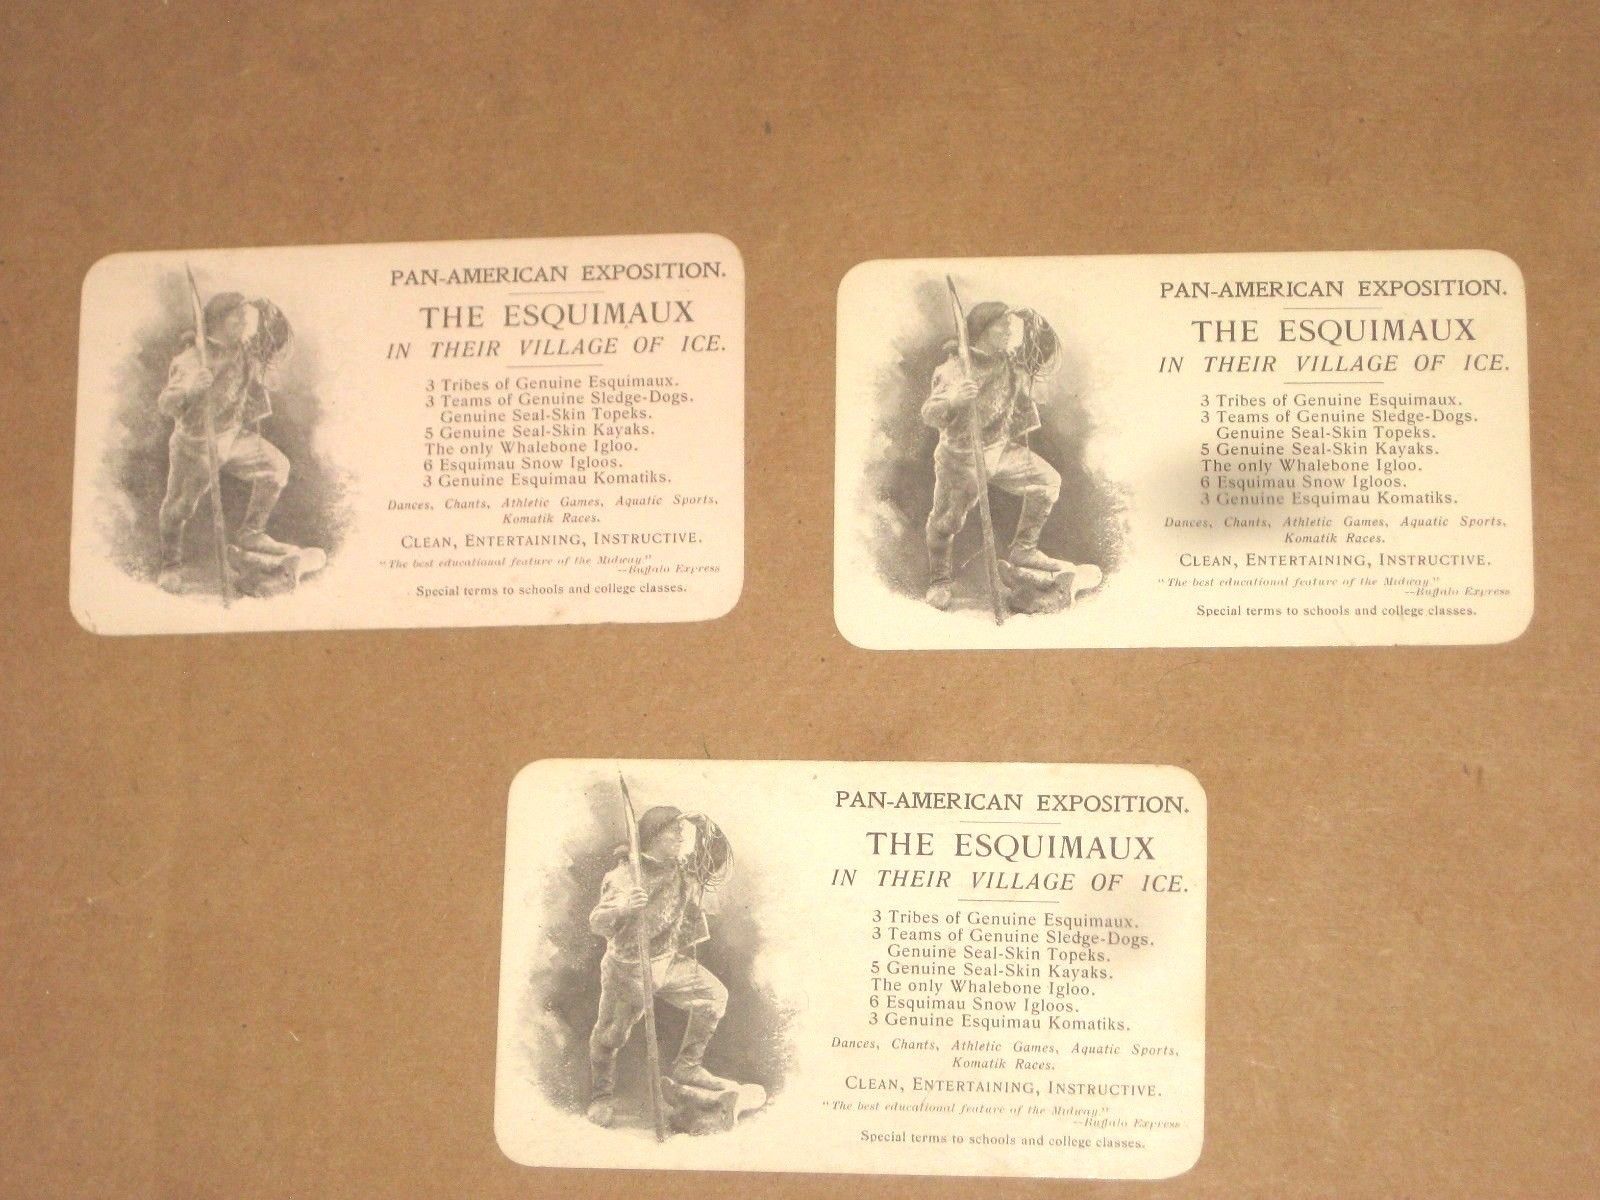 PAN-AMERICAN EXPOSITION.
THE ESQUIMAUX
IN THEIR VILLAGE OF ICE.
3 Tribes of Genuine Esquimaux.
3 Teams of Genuine Sledge-Dogs.
Genuine Seal-Skin Topeks.
5 Genuine Seal-Skin Kayaks.
The only Whalebone Igloo.
6 Esquimau Snow Igloos.
3 Genuine Esquimau Komatiks.
Dances, Chants, Athletic Games, Aquatic Sports,
Komatik Races.
CLEAN, ENTERTAINING, INSTRUCTIVE.
"The best educational feature of the Midway"
--Buffalo Express
Special terms to schools and college classes.
PAN-AMERICAN EXPOSITION.
THE ESQUIMAUX
IN THEIR VILLAGE OF ICE.
3 Tribes of Genuine Esquimaux.
3 Teams of Genuine Sledge-Dogs.
Genuine Seal-Skin Topeks.
5 Genuine Seal-Skin Kayaks.
The only Whalebone Igloo.
6 Esquimau Snow Igloos.
3 Genuine Esquimau Komatiks.
Dances, Chants, Athletic Games, Aquatic Sports,
Komatik Races.
CLEAN, ENTERTAINING, INSTRUCTIVE.
"The best educational feature of the Midway"
--Buffalo Express
Special terms to schools and college classes.
PAN-AMERICAN EXPOSITION.
THE ESQUIMAUX
IN THEIR VILLAGE OF ICE.
3 Tribes of Genuine Esquimaux.
3 Teams of Genuine Sledge-Dogs.
Genuine Seal-Skin Topeks.
5 Genuine Seal-Skin Kayaks.
The only Whalebone Igloo.
6 Esquimau Snow Igloos.
3 Genuine Esquimau Komatiks.
Dances, Chants, Athletic Games, Aquatic Sports,
Komatik Races.
CLEAN, ENTERTAINING, INSTRUCTIVE.
"The best educational feature of the Midway"
--Buffalo Express
Special terms to schools and college classes.